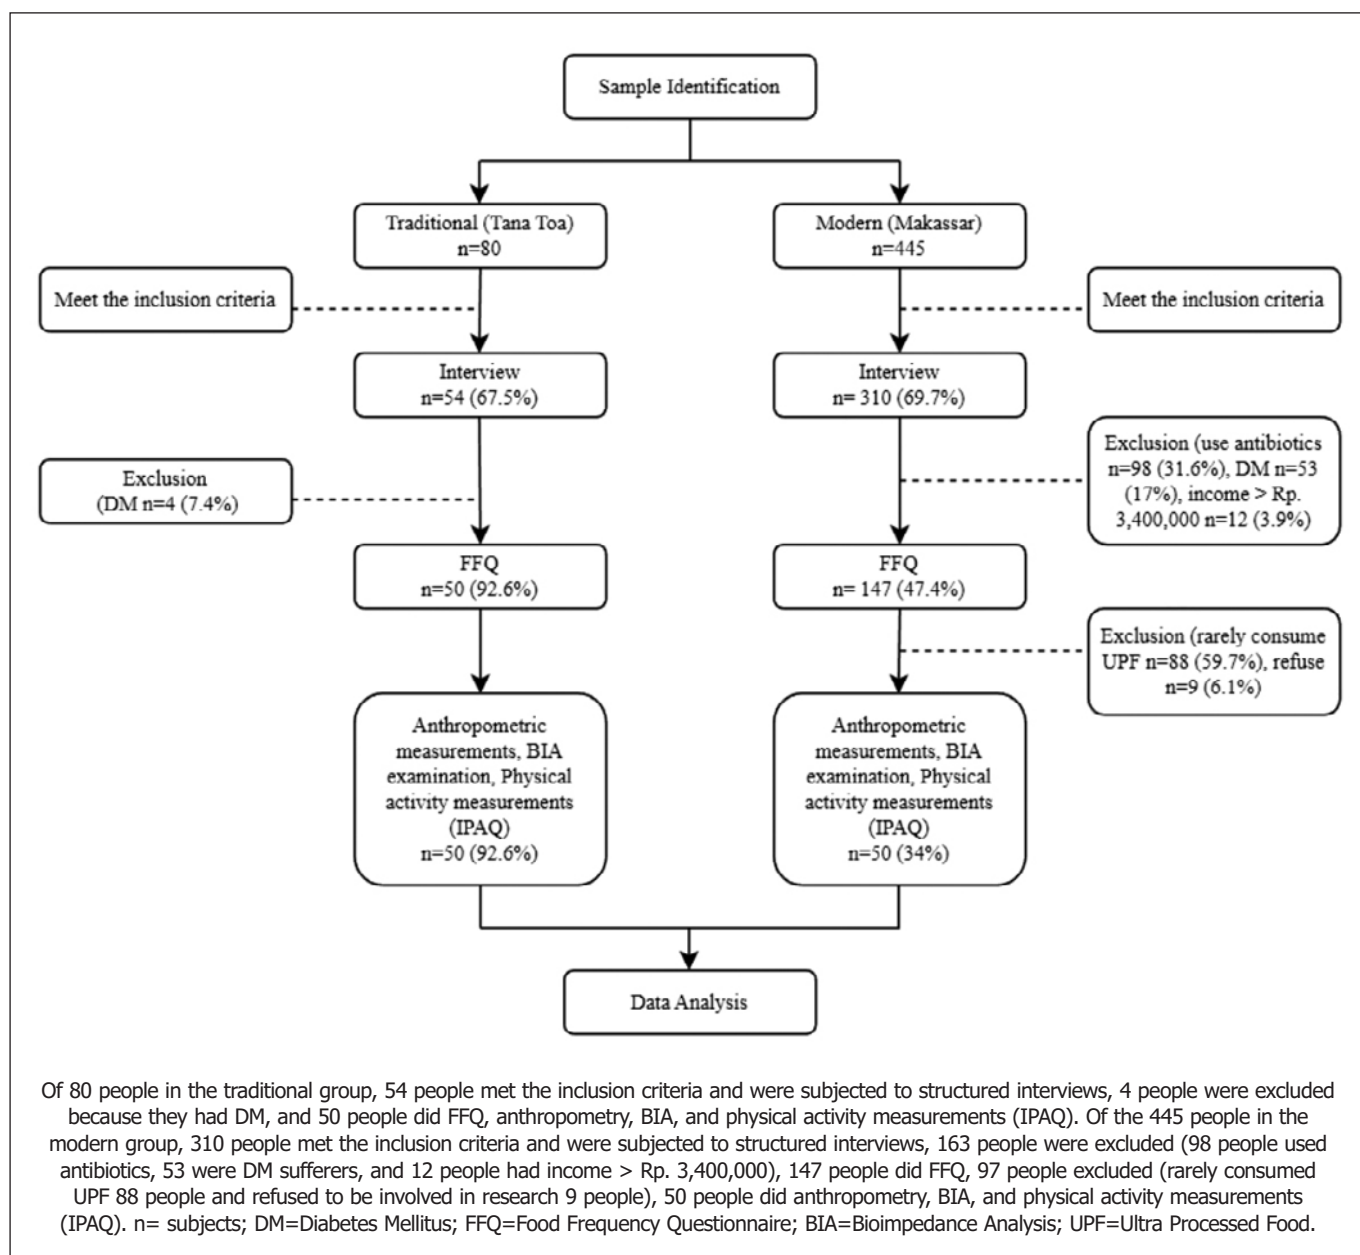 Sample Identification
Traditional (Tana Toa)
n=80
Modern (Makassar)
n=445
Meet the inclusion criteria
Meet the inclusion criteria
Interview
n=54 (67.5%)
Interview
n= 310 (69.7%)
Exclusion
(DM n=4 (7.4%)
Exclusion (use antibiotics
n=98 (31.6%), DM n=53
(17%), income > Rp.
3,400,000 n=12 (3.9%)
FFQ
n=50 (92.6%)
FFQ
n= 147 (47.4%)
Exclusion (rarely consume
UPF n=88 (59.7%), refuse
n=9 (6.1%)
Anthropometric
measurements, BIA
examination, Physical
activity measurements
(IPAQ)
n=50 (92.6%)
Anthropometric
measurements, BIA
examination, Physical
activity measurements
(IPAQ)
n=50 (34%)
Data Analysis
Of 80 people in the traditional group, 54 people met the inclusion criteria and were subjected to structured interviews, 4 people were excluded
because they had DM, and 50 people did FFQ, anthropometry, BIA, and physical activity measurements (IPAQ). Of the 445 people in the
modern group, 310 people met the inclusion criteria and were subjected to structured interviews, 163 people were excluded (98 people used
antibiotics, 53 were DM sufferers, and 12 people had income > Rp. 3,400,000), 147 people did FFQ, 97 people excluded (rarely consumed
UPF 88 people and refused to be involved in research 9 people), 50 people did anthropometry, BIA, and physical activity measurements
(IPAQ). n= subjects; DM=Diabetes Mellitus; FFQ=Food Frequency Questionnaire; BIA=Bioimpedance Analysis; UPF=Ultra Processed Food.